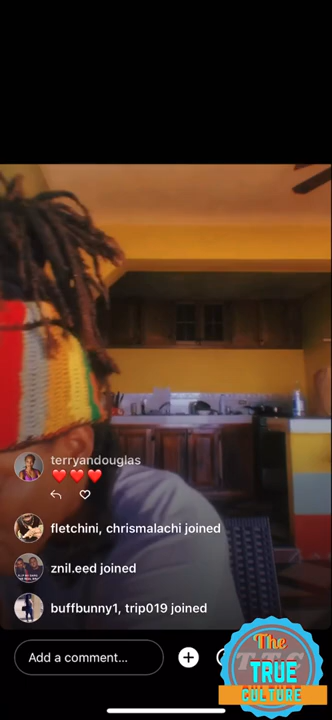 terryandouglas
fletchini, chrismalachi joined
znil.eed joined
buffbunny1, trip019 joined
Add a comment...
The
TRUE
CULTURE